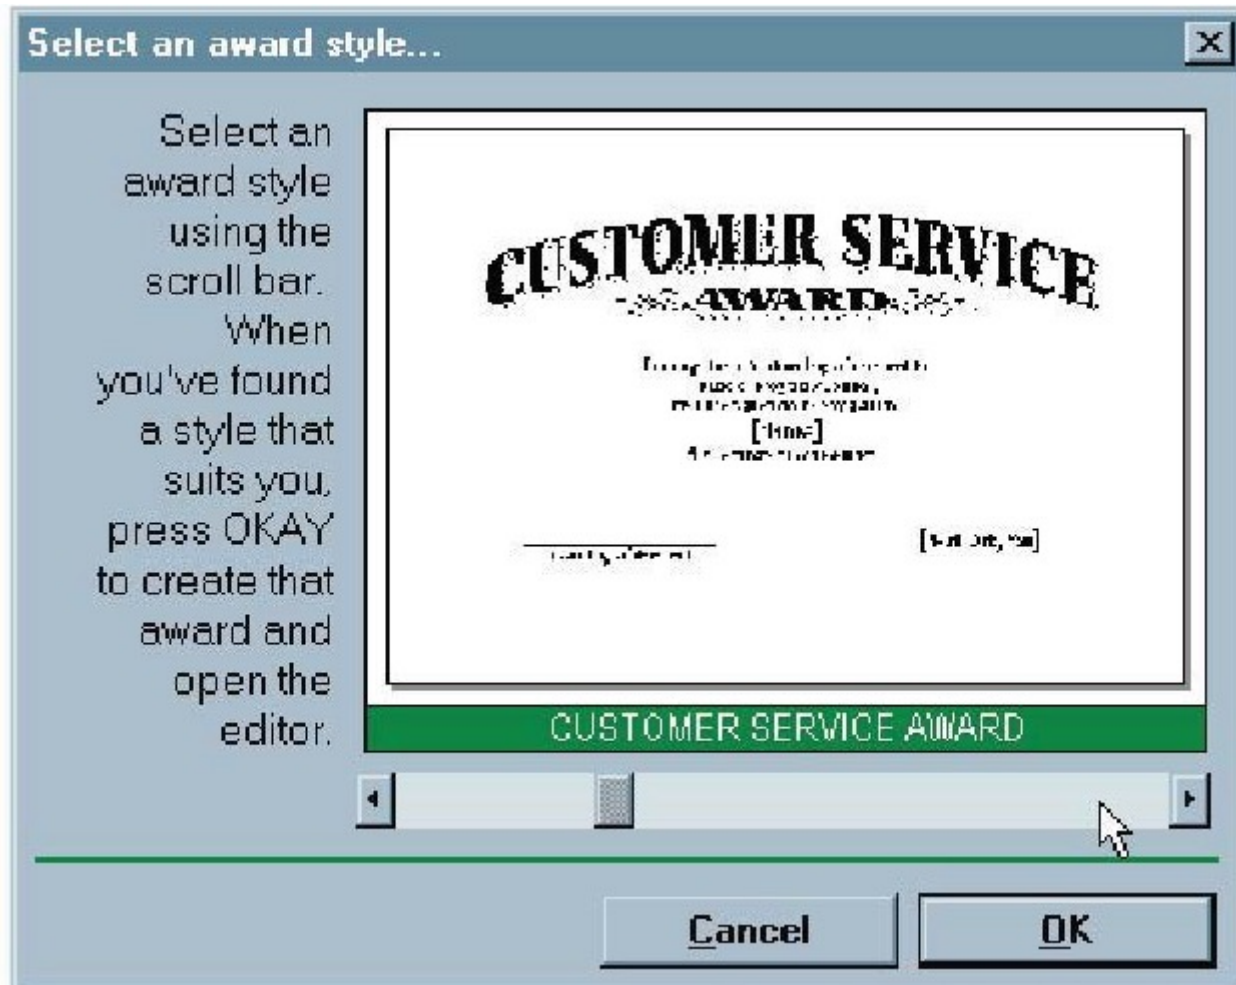 Select an award style...
Select an
award style
using the
scroll bar.
When
you've found
a style that
suits you,
press OKAY
to create that
award and
open the
editor.
CUSTOMER SERVICE
AWARD
CUSTOMER SERVICE AWARD
Cancel
OK